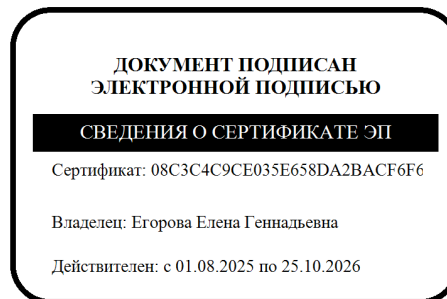 ДОКУМЕНТ ПОДПИСАН
ЭЛЕКТРОННОЙ ПОДПИСЬЮ
СВЕДЕНИЯ О СЕРТИФИКАТЕ ЭП
Сертификат: 08C3C4C9CE035E658DA2BACF6F6
Владелец: Егорова Елена Геннадьевна
Действителен: с 01.08.2025 по 25.10.2026